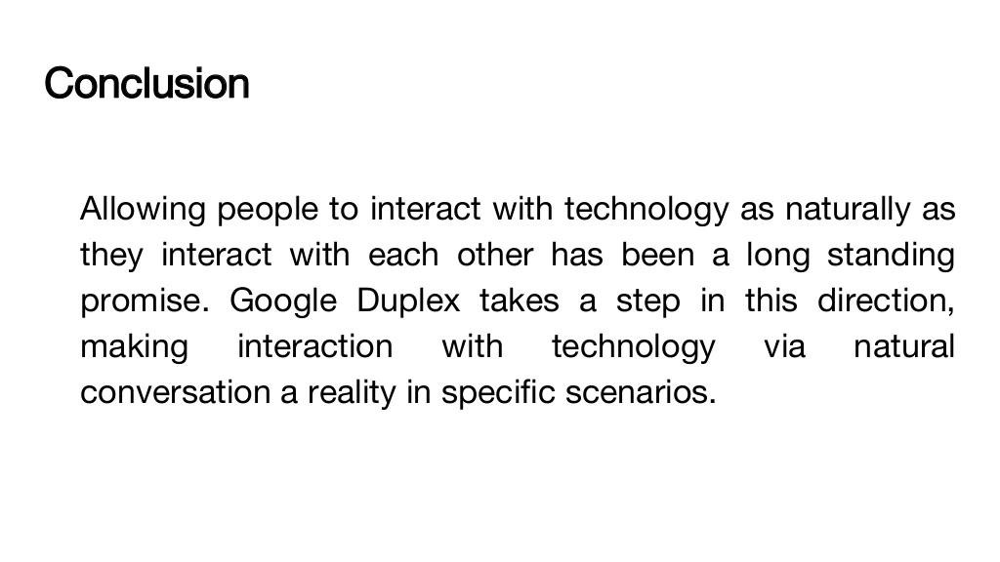 Conclusion
Allowing people to interact with technology as naturally as
they interact with each other has been a long standing
promise. Google Duplex takes a step in this direction,
making interaction with technology via natural
conversation a reality in specific scenarios.